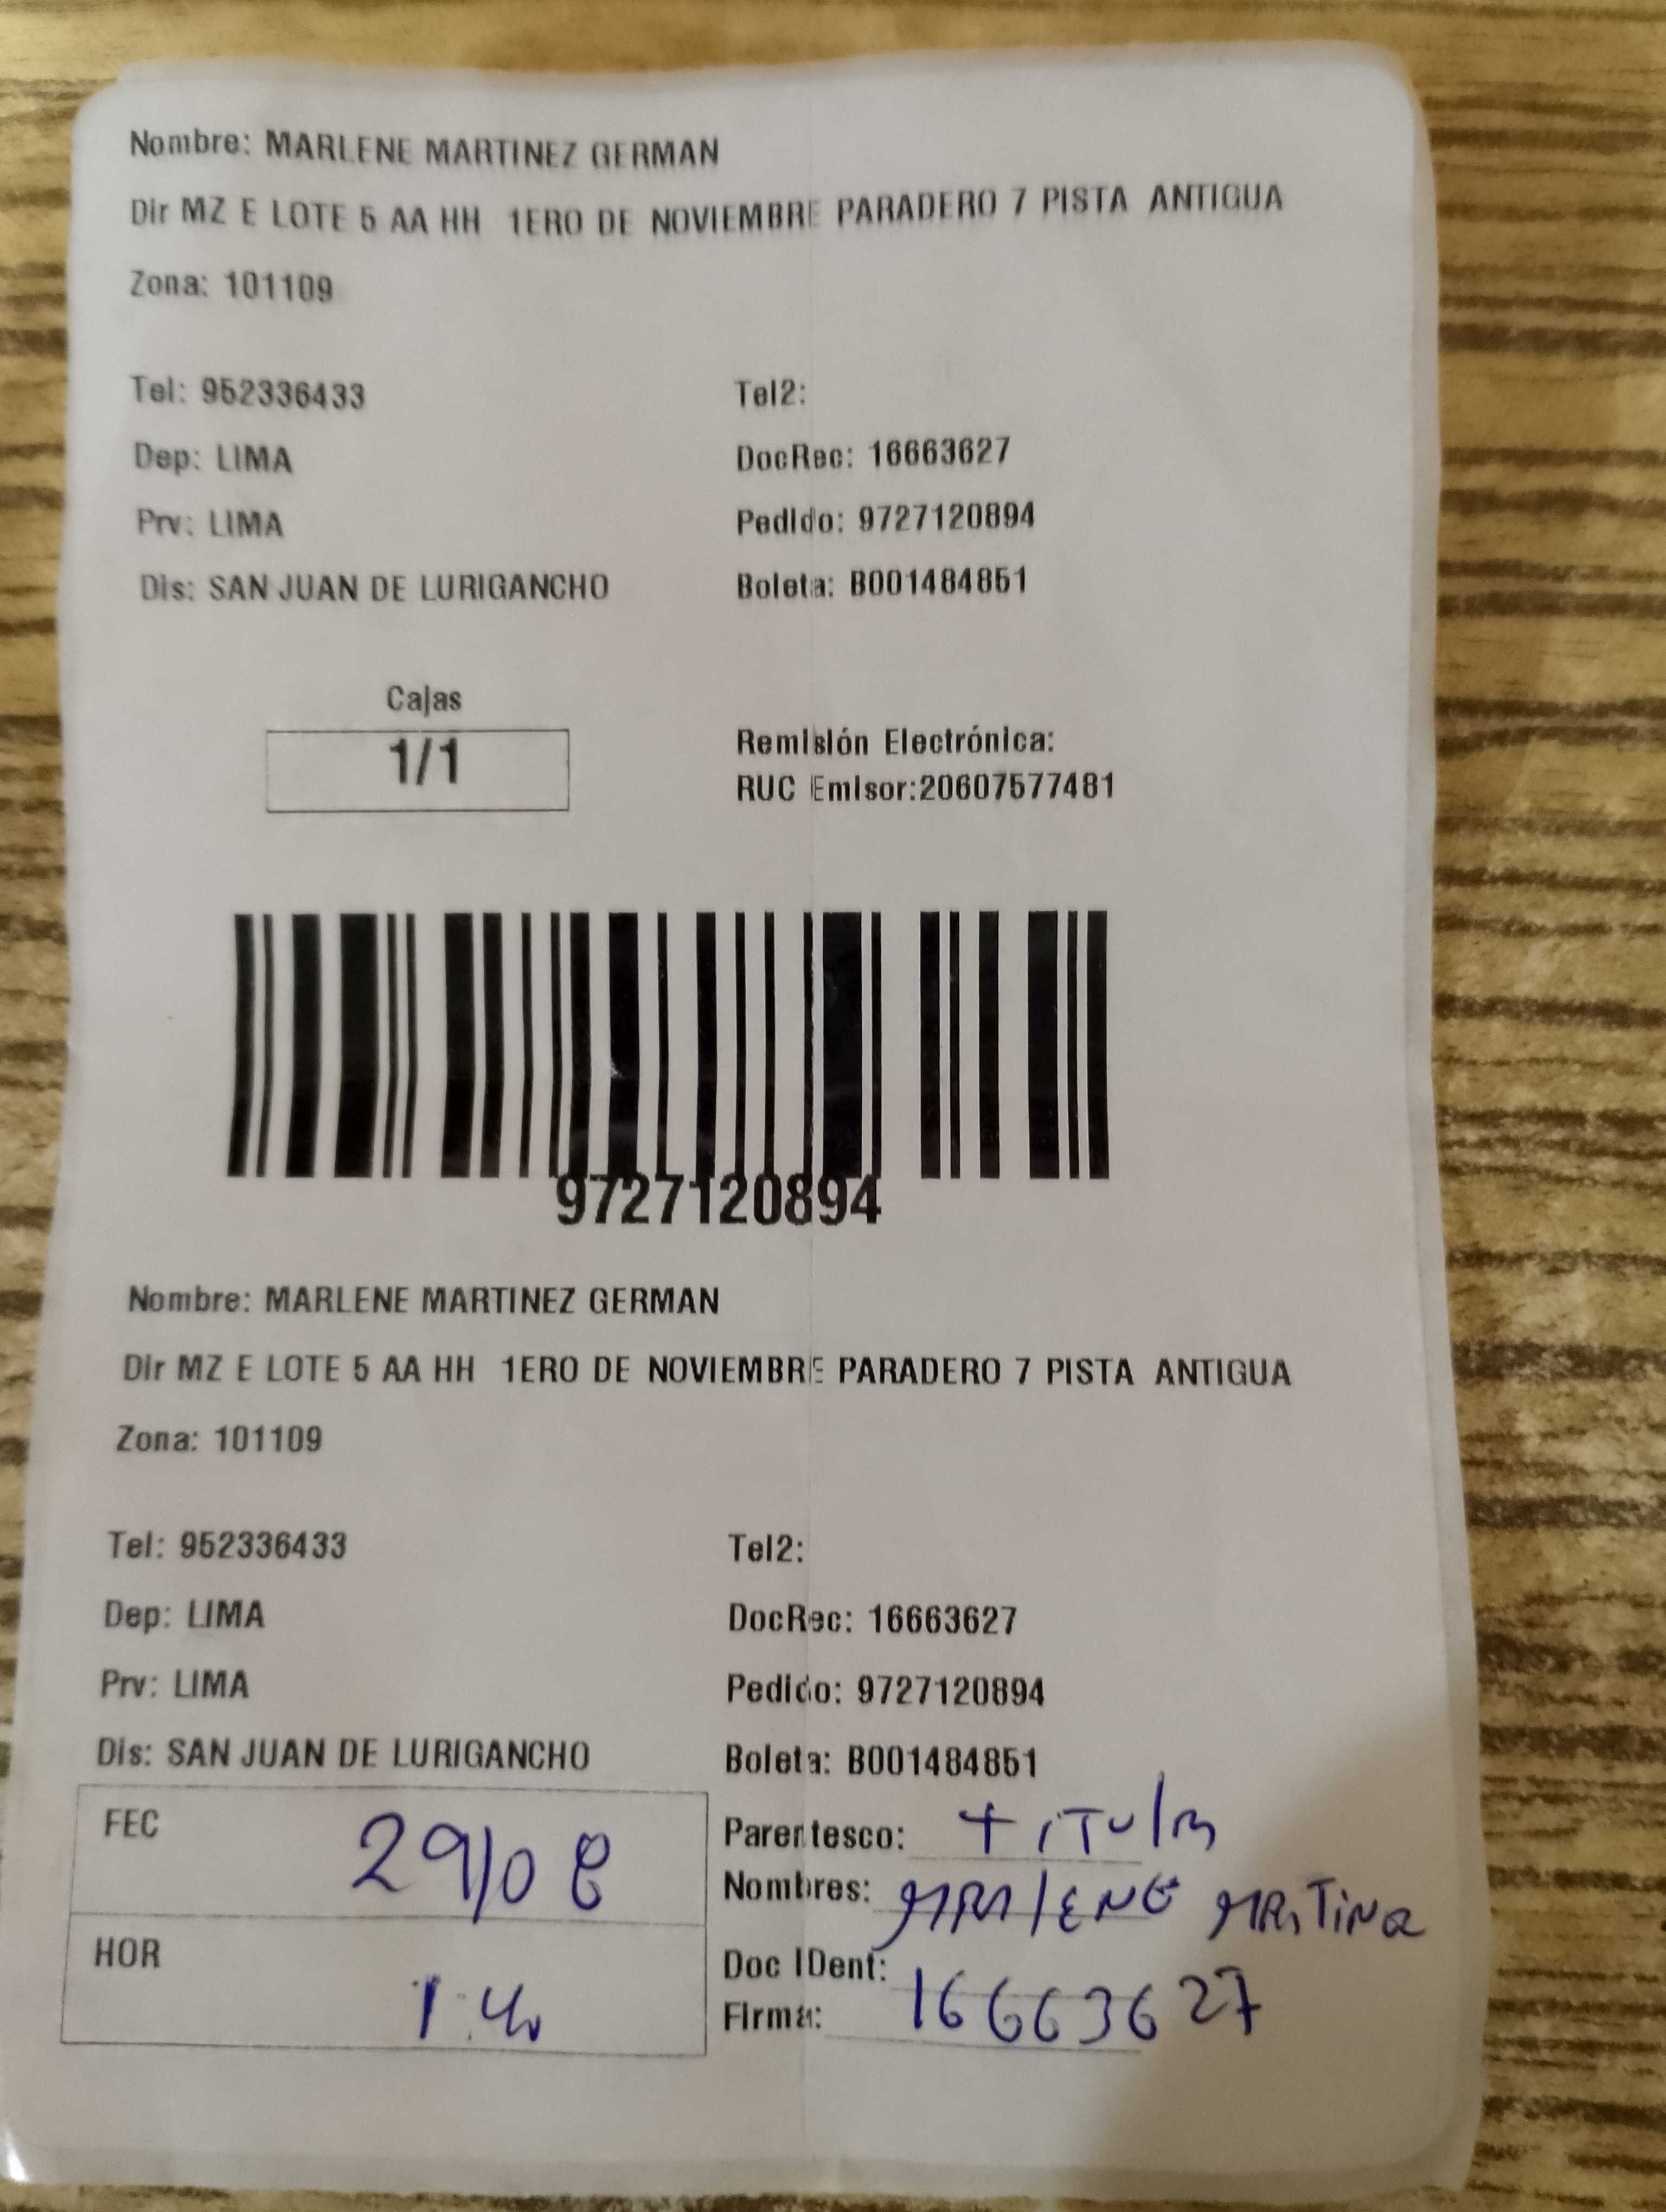 Nombre: MARLENE MARTINEZ GERMAN
Dir MZ E LOTE 5 AA HH 1ERO DE NOVIEMBRE PARADERO 7 PISTA ANTIGUA
Zona: 101109
Tel: 952336433 Tel2:
Dep: LIMA DocRec: 16663627
Prv: LIMA Pedido: 9727120894
Dis: SAN JUAN DE LURIGANCHO Boleta: B001484851
Cajas
1/1
Remisión Electrónica:
RUC Emisor:20607577481
9727120894
Nombre: MARLENE MARTINEZ GERMAN
Dir MZ E LOTE 5 AA HH 1ERO DE NOVIEMBRE PARADERO 7 PISTA ANTIGUA
Zona: 101109
Tel: 952336433 Tel2:
Dep: LIMA DocRec: 16663627
Prv: LIMA Pedido: 9727120894
Dis: SAN JUAN DE LURIGANCHO Boleta: B001484851
FEC 29/08
Parentesco:
Nombres: MARLENE
HOR
Doc IDent: 16663627
Firma: